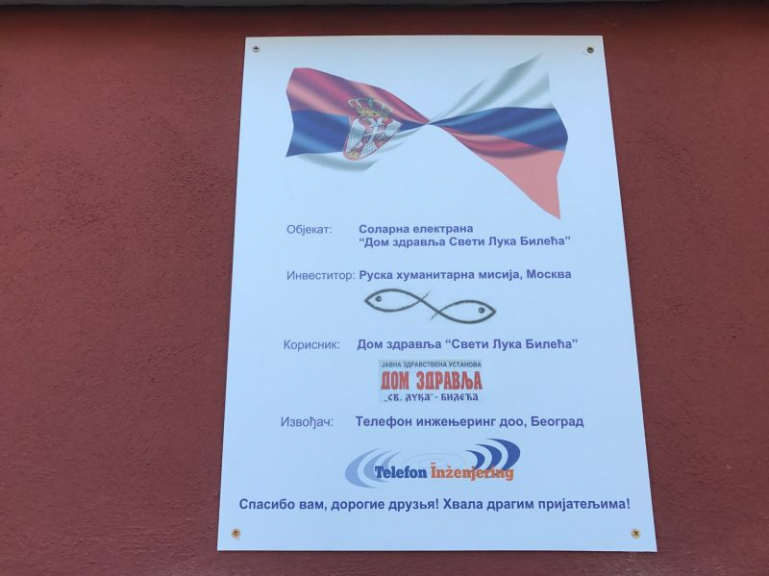 Објекат: Соларна електрана
“Дом здравља Свети Лука Билећа”
Инвеститор: Руска хуманитарна мисија, Москва
Корисник: Дом здравља “Свети Лука Билећа”
ЈАВНА ЗДРАВСТВЕНА УСТАНОВА
ДОМ ЗДРАВЉА
„СВ. ЛУКА“ - БИЛЕЋА
Извођач: Телефон инжењеринг доо, Београд
Telefon Inženjering
Спасибо вам, дорогие друзья! Хвала драгим пријатељима!